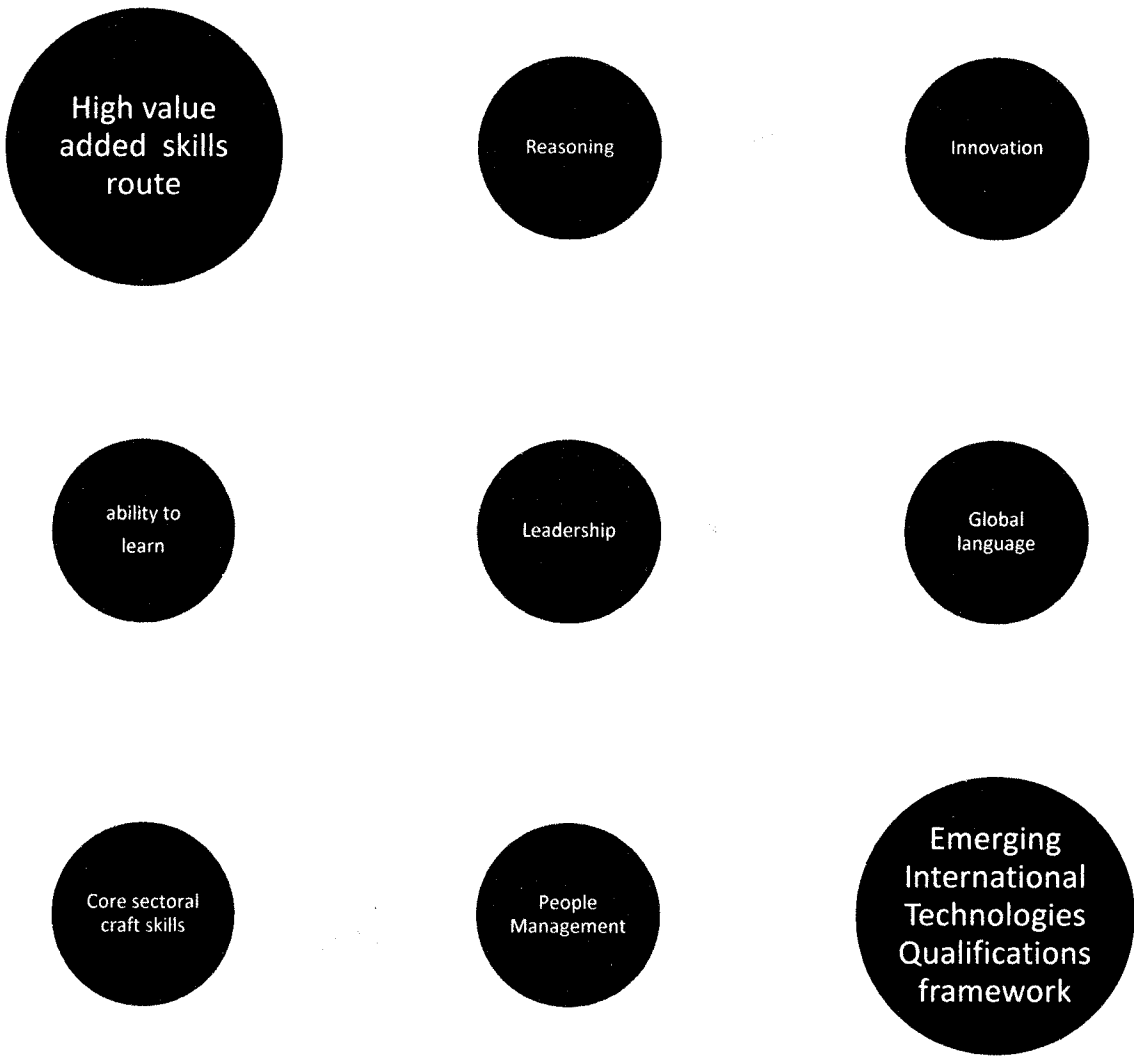 High value
added skills
route
Reasoning
Innovation
ability to
learn
Leadership
Global
language
Core sectoral
craft skills
People
Management
Emerging
International
Technologies
Qualifications
framework